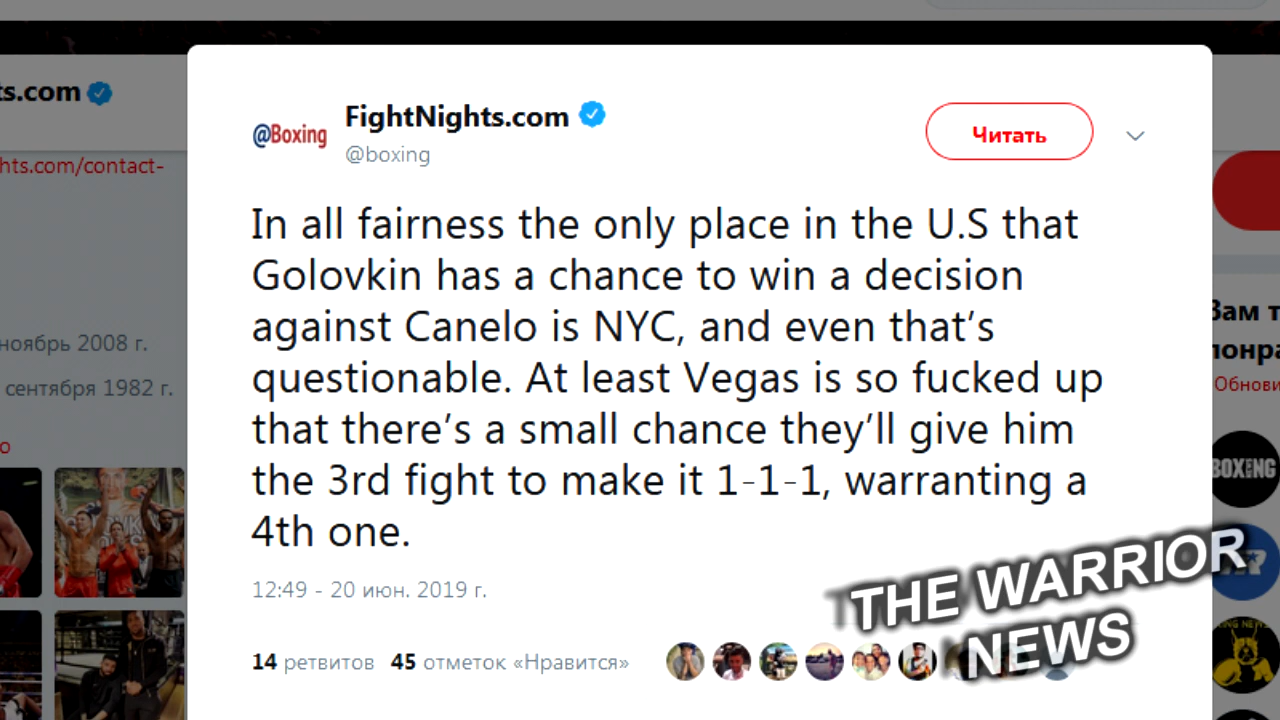 ts.com
FightNights.com
@Boxing
@boxing
Читать
hts.com/contact-
In all fairness the only place in the U.S that
Golovkin has a chance to win a decision
against Canelo is NYC, and even that's
questionable. At least Vegas is so fucked up
that there's a small chance they'll give him
the 3rd fight to make it 1-1-1, warranting a
4th one.
12:49 - 20 июн. 2019 г.
14 ретвитов 45 отметок «Нравится»
ноябрь 2008 г.
сентября 1982 г.
о
Вам т
понра
Обнови
BOXING
THE WARRIOR
NEWS